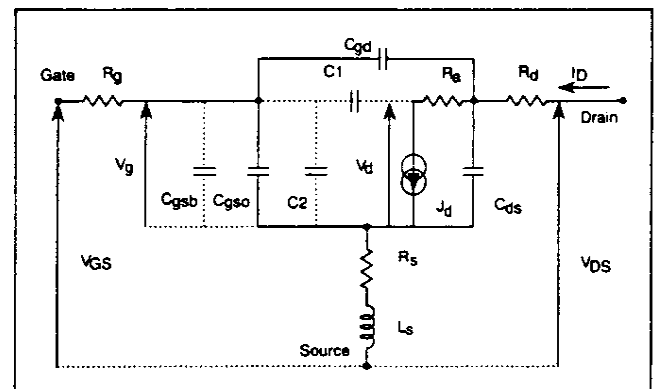 Cgd
Gate Rg C1 Ra Rd ID
Drain
Vg Vd
Cgsb Cgso C2 Jd Cds
VGS Rs VDS
Ls
Source